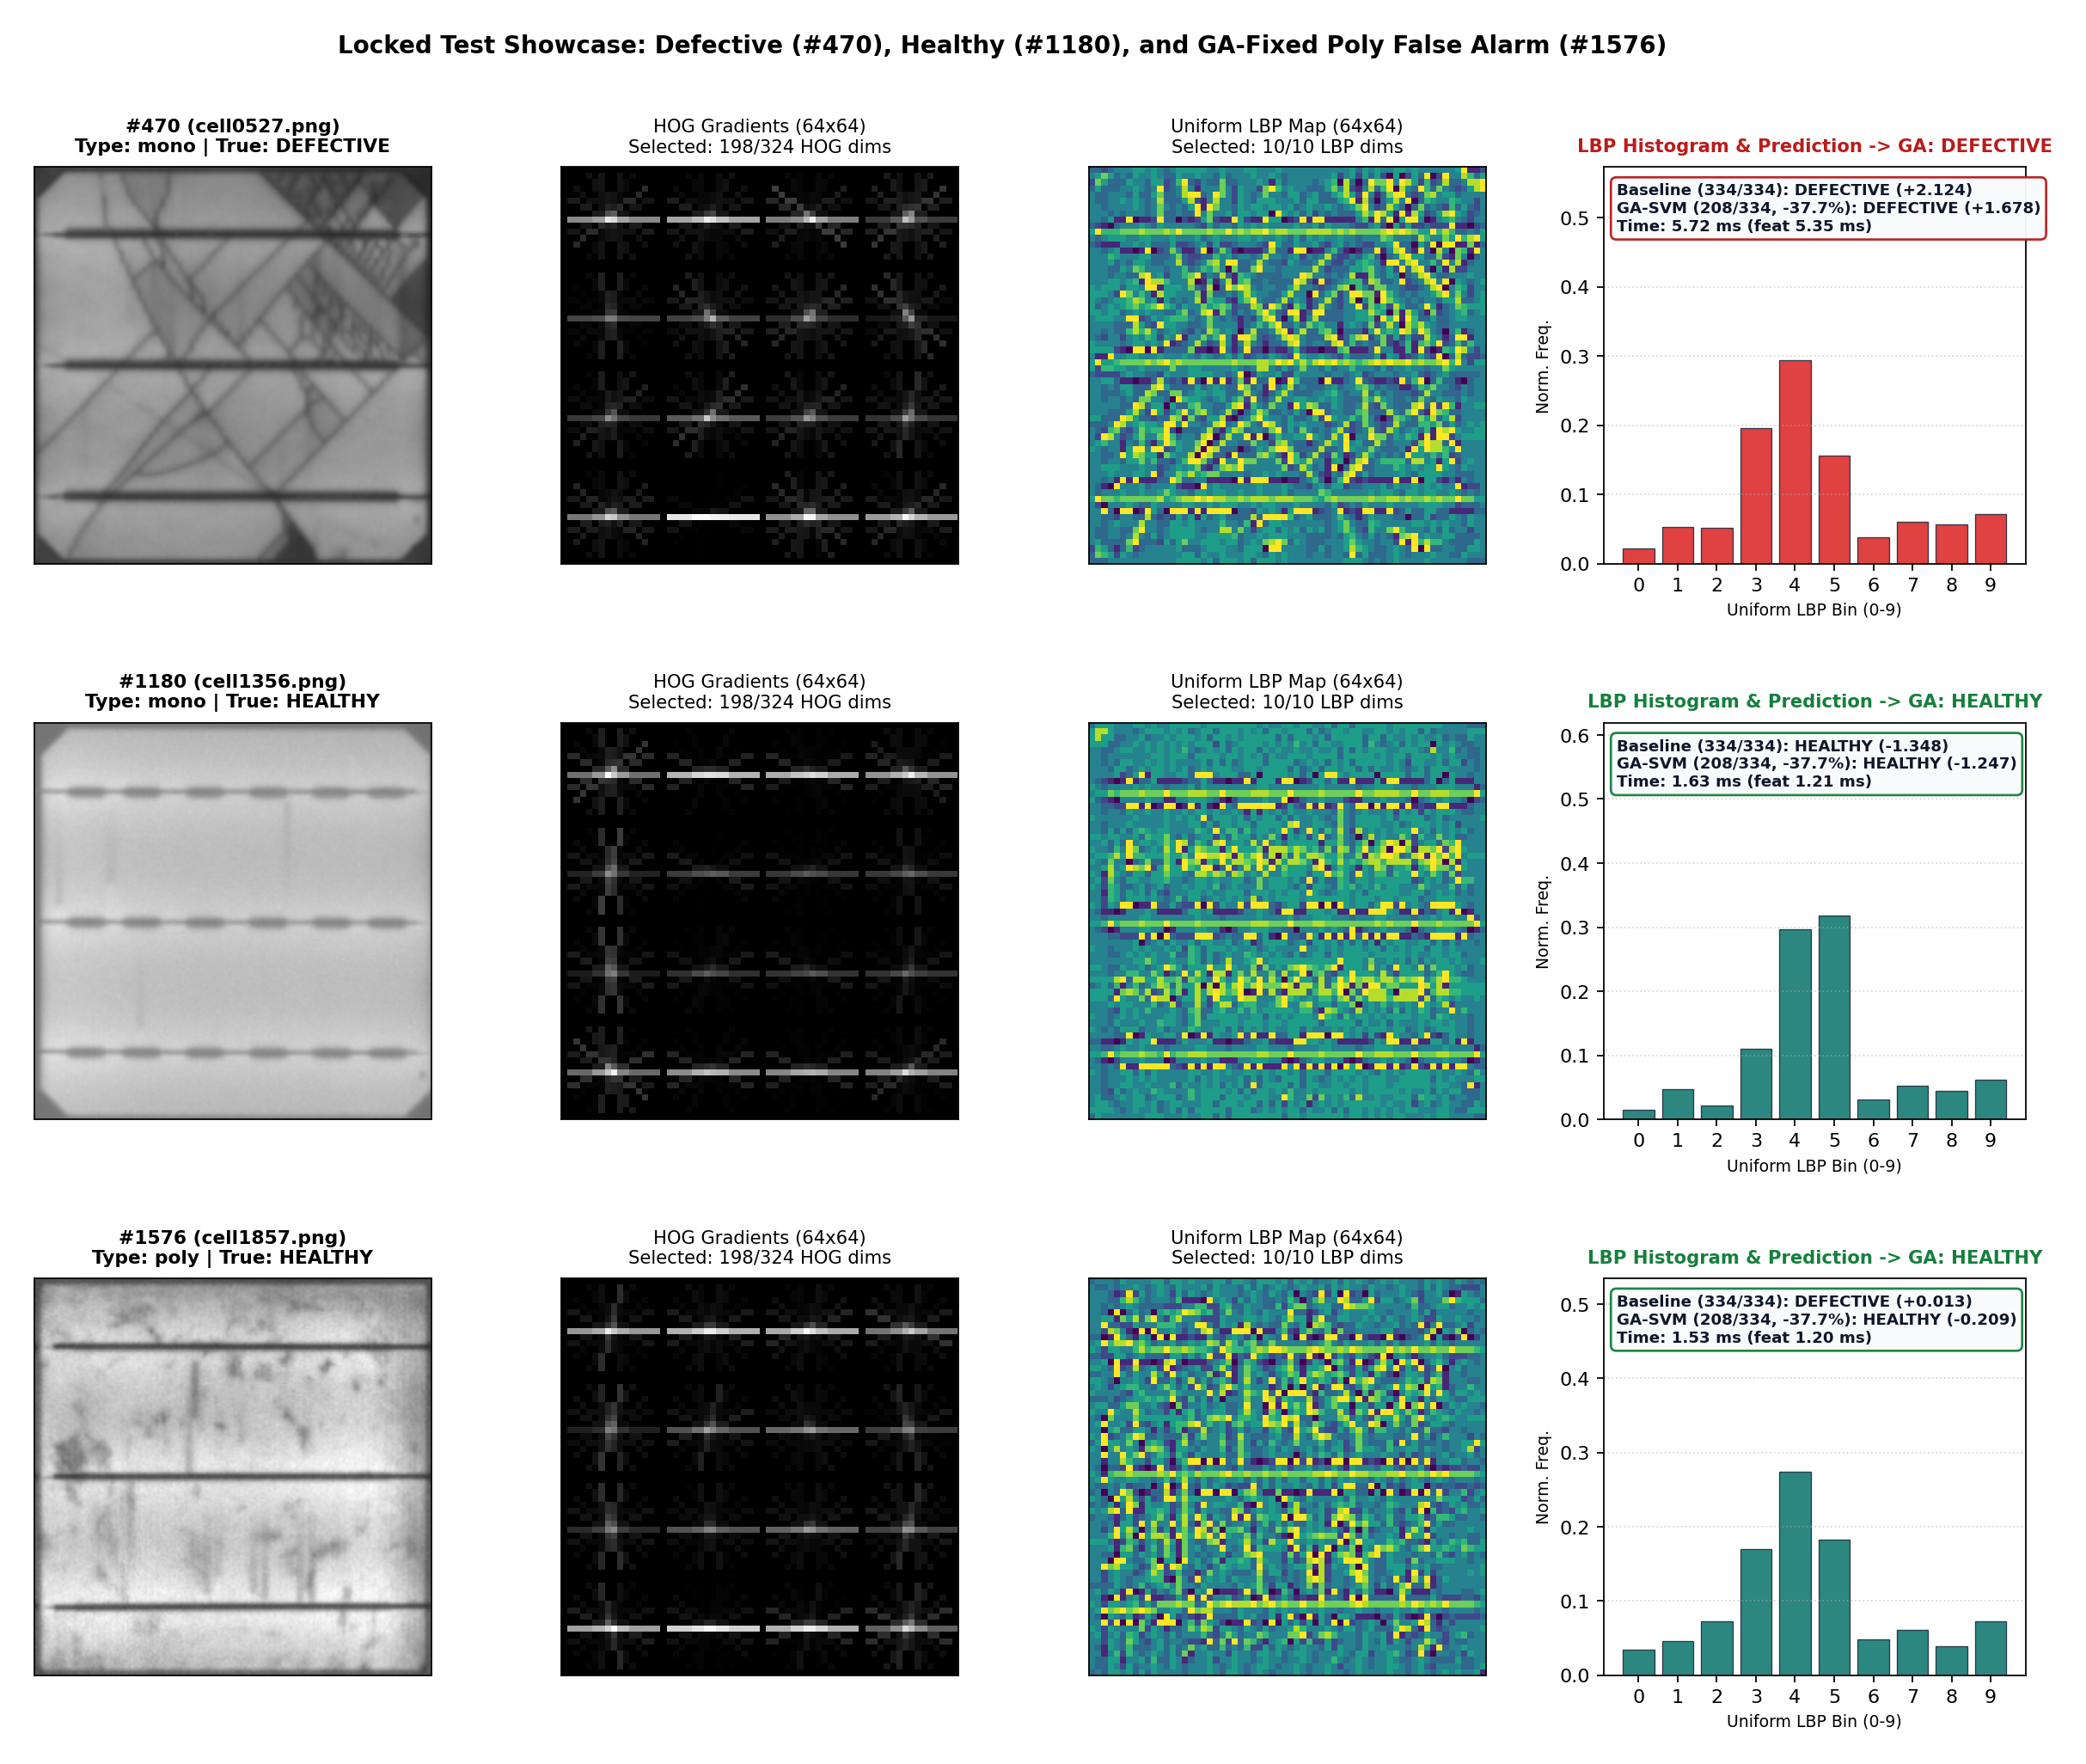 Locked Test Showcase: Defective (#470), Healthy (#1180), and GA-Fixed Poly False Alarm (#1576)
#470 (cell0527.png)
Type: mono | True: DEFECTIVE
HOG Gradients (64x64)
Selected: 198/324 HOG dims
Uniform LBP Map (64x64)
Selected: 10/10 LBP dims
LBP Histogram & Prediction -> GA: DEFECTIVE
Baseline (334/334): DEFECTIVE (+2.124)
GA-SVM (208/334, -37.7%): DEFECTIVE (+1.678)
Time: 5.72 ms (feat 5.35 ms)
Norm. Freq.
0.5
0.4
0.3
0.2
0.1
0.0
0 1 2 3 4 5 6 7 8 9
Uniform LBP Bin (0-9)
#1180 (cell1356.png)
Type: mono | True: HEALTHY
HOG Gradients (64x64)
Selected: 198/324 HOG dims
Uniform LBP Map (64x64)
Selected: 10/10 LBP dims
LBP Histogram & Prediction -> GA: HEALTHY
Baseline (334/334): HEALTHY (-1.348)
GA-SVM (208/334, -37.7%): HEALTHY (-1.247)
Time: 1.63 ms (feat 1.21 ms)
Norm. Freq.
0.6
0.5
0.4
0.3
0.2
0.1
0.0
0 1 2 3 4 5 6 7 8 9
Uniform LBP Bin (0-9)
#1576 (cell1857.png)
Type: poly | True: HEALTHY
HOG Gradients (64x64)
Selected: 198/324 HOG dims
Uniform LBP Map (64x64)
Selected: 10/10 LBP dims
LBP Histogram & Prediction -> GA: HEALTHY
Baseline (334/334): DEFECTIVE (+0.013)
GA-SVM (208/334, -37.7%): HEALTHY (-0.209)
Time: 1.53 ms (feat 1.20 ms)
Norm. Freq.
0.5
0.4
0.3
0.2
0.1
0.0
0 1 2 3 4 5 6 7 8 9
Uniform LBP Bin (0-9)